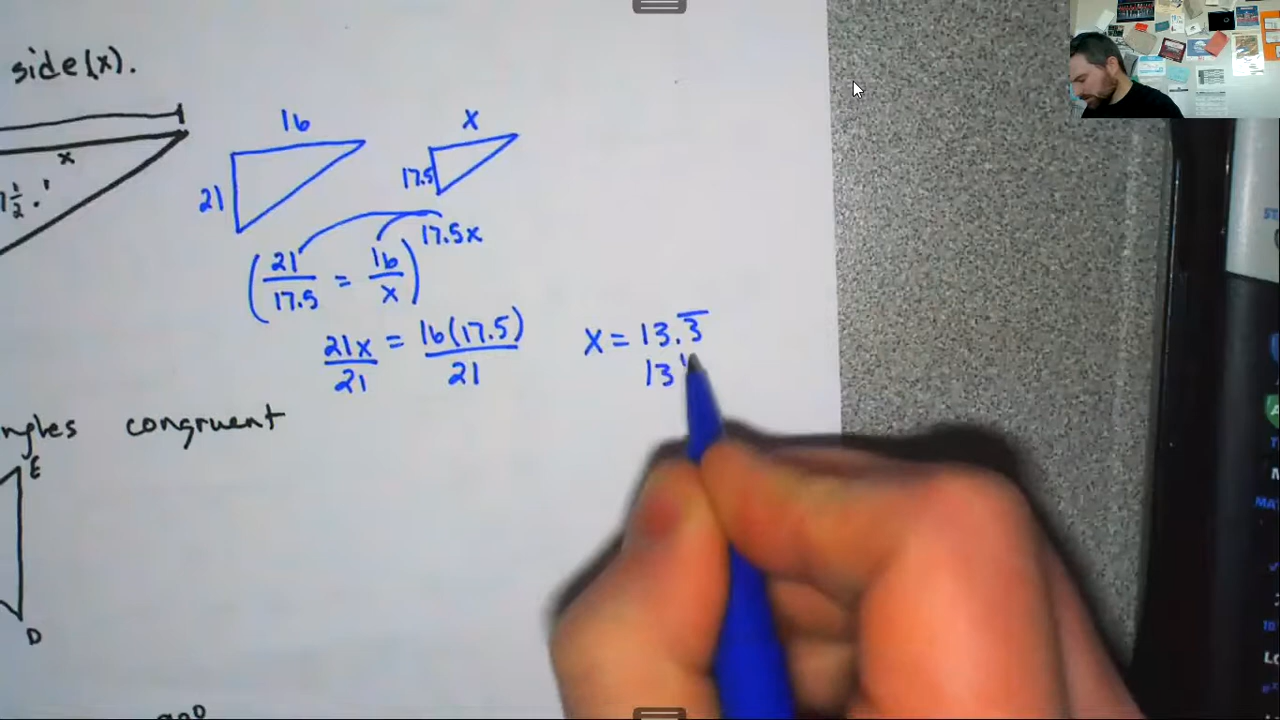 side(x).
16
x
x
17.5
21
17.5x
(21/17.5 = 16/x)
21x/21 = 16(17.5)/21
x = 13.3̅
13
congruent
E
D